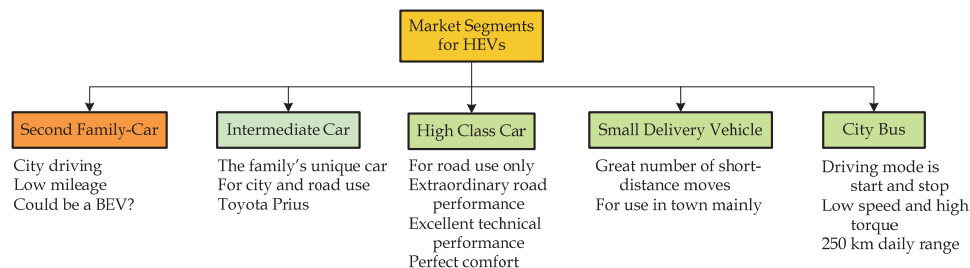 Market Segments
for HEVs
Second Family-Car
City driving
Low mileage
Could be a BEV?
Intermediate Car
The family's unique car
For city and road use
Toyota Prius
High Class Car
For road use only
Extraordinary road
performance
Excellent technical
performance
Perfect comfort
Small Delivery Vehicle
Great number of short-
distance moves
For use in town mainly
City Bus
Driving mode is
start and stop
Low speed and high
torque
250 km daily range